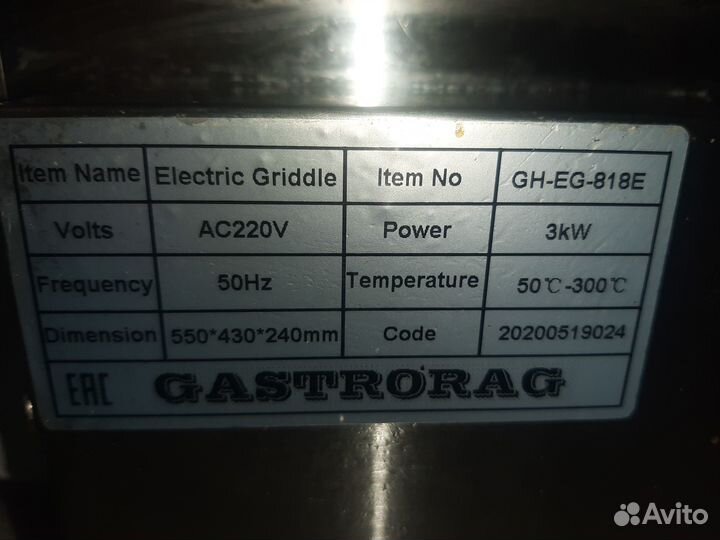 Item Name Electric Griddle Item No GH-EG-818E
Volts AC220V Power 3kW
Frequency 50Hz Temperature 50℃-300℃
Dimension 550*430*240mm Code 20200519024
EAC GASTRORAG
Avito